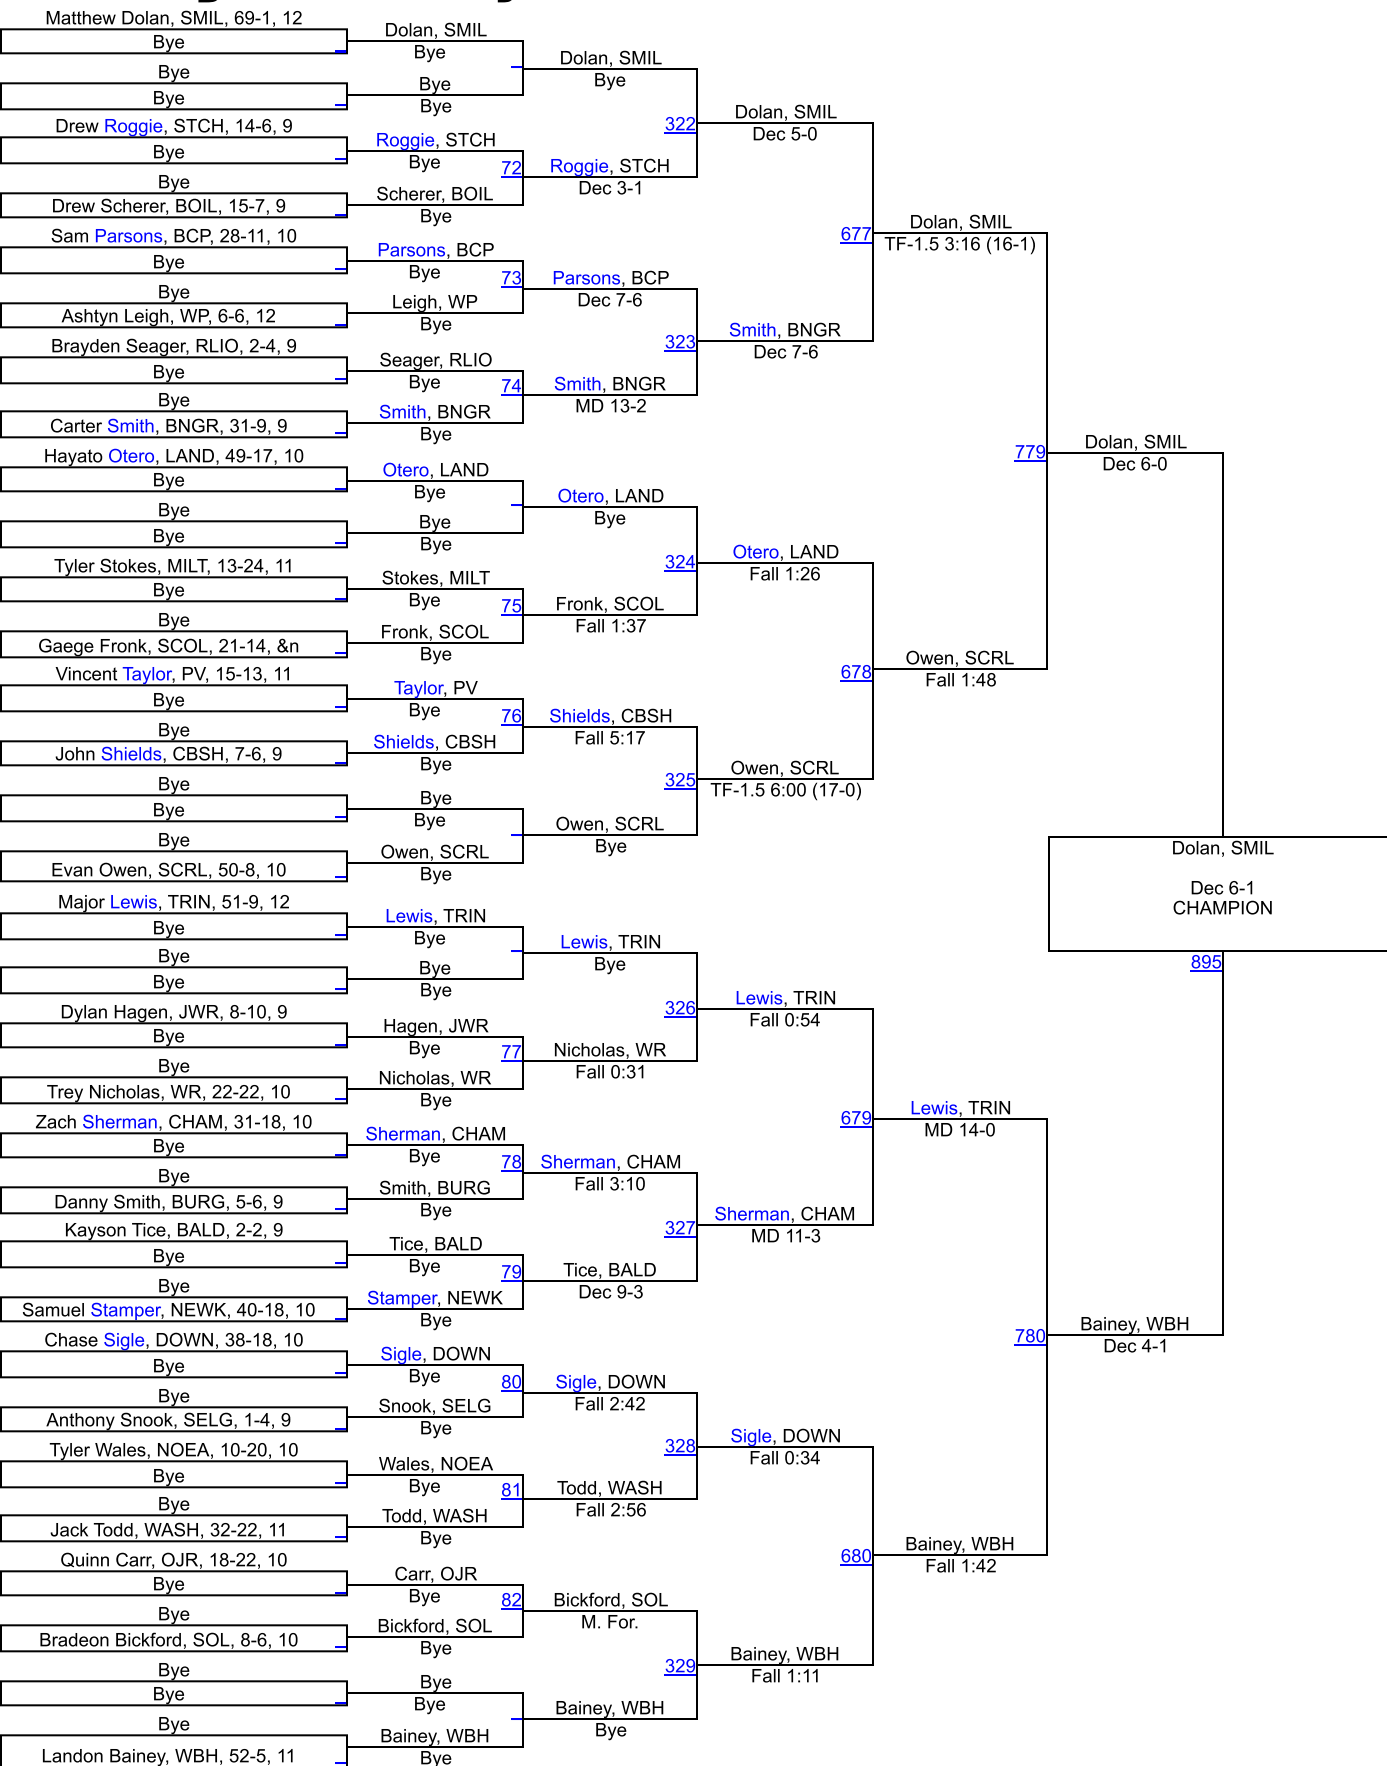 Matthew Dolan, SMIL, 69-1, 12
Bye
Bye
Bye
Drew Roggie, STCH, 14-6, 9
Bye
Bye
Drew Scherer, BOIL, 15-7, 9
Sam Parsons, BCP, 28-11, 10
Bye
Bye
Ashtyn Leigh, WP, 6-6, 12
Brayden Seager, RLIO, 2-4, 9
Bye
Bye
Carter Smith, BNGR, 31-9, 9
Hayato Otero, LAND, 49-17, 10
Bye
Bye
Bye
Tyler Stokes, MILT, 13-24, 11
Bye
Bye
Gaege Fronk, SCOL, 21-14, &n
Vincent Taylor, PV, 15-13, 11
Bye
Bye
John Shields, CBSH, 7-6, 9
Bye
Bye
Bye
Evan Owen, SCRL, 50-8, 10
Major Lewis, TRIN, 51-9, 12
Bye
Bye
Bye
Dylan Hagen, JWR, 8-10, 9
Bye
Bye
Trey Nicholas, WR, 22-22, 10
Zach Sherman, CHAM, 31-18, 10
Bye
Bye
Danny Smith, BURG, 5-6, 9
Kayson Tice, BALD, 2-2, 9
Bye
Bye
Samuel Stamper, NEWK, 40-18, 10
Chase Sigle, DOWN, 38-18, 10
Bye
Bye
Anthony Snook, SELG, 1-4, 9
Tyler Wales, NOEA, 10-20, 10
Bye
Bye
Jack Todd, WASH, 32-22, 11
Quinn Carr, OJR, 18-22, 10
Bye
Bye
Bradeon Bickford, SOL, 8-6, 10
Bye
Bye
Bye
Landon Bainey, WBH, 52-5, 11
Dolan, SMIL
Bye
Bye
Bye
Roggie, STCH
Bye
72
Scherer, BOIL
Bye
Parsons, BCP
Bye
73
Leigh, WP
Bye
Seager, RLIO
Bye
74
Smith, BNGR
Bye
Otero, LAND
Bye
Bye
Bye
Stokes, MILT
Bye
75
Fronk, SCOL
Bye
Taylor, PV
Bye
76
Shields, CBSH
Bye
Bye
Bye
Owen, SCRL
Bye
Lewis, TRIN
Bye
Bye
Bye
Hagen, JWR
Bye
77
Nicholas, WR
Bye
Sherman, CHAM
Bye
78
Smith, BURG
Bye
Tice, BALD
Bye
79
Stamper, NEWK
Bye
Sigle, DOWN
Bye
80
Snook, SELG
Bye
Wales, NOEA
Bye
81
Todd, WASH
Bye
Carr, OJR
Bye
82
Bickford, SOL
Bye
Bye
Bye
Bainey, WBH
Bye
Dolan, SMIL
Bye
322
Roggie, STCH
Dec 3-1
Parsons, BCP
Dec 7-6
323
Smith, BNGR
MD 13-2
Otero, LAND
Bye
324
Fronk, SCOL
Fall 1:37
Shields, CBSH
Fall 5:17
325
Owen, SCRL
Bye
Lewis, TRIN
Bye
326
Nicholas, WR
Fall 0:31
Sherman, CHAM
Fall 3:10
327
Tice, BALD
Dec 9-3
Sigle, DOWN
Fall 2:42
328
Todd, WASH
Fall 2:56
Bickford, SOL
M. For.
329
Bainey, WBH
Bye
Dolan, SMIL
Dec 5-0
677
Smith, BNGR
Dec 7-6
Otero, LAND
Fall 1:26
678
Owen, SCRL
TF-1.5 6:00 (17-0)
Lewis, TRIN
Fall 0:54
679
Sherman, CHAM
MD 11-3
Sigle, DOWN
Fall 0:34
680
Bainey, WBH
Fall 1:11
Dolan, SMIL
TF-1.5 3:16 (16-1)
779
Owen, SCRL
Fall 1:48
Lewis, TRIN
MD 14-0
780
Bainey, WBH
Fall 1:42
Dolan, SMIL
Dec 6-0
Bainey, WBH
Dec 4-1
Dolan, SMIL
Dec 6-1
CHAMPION
895